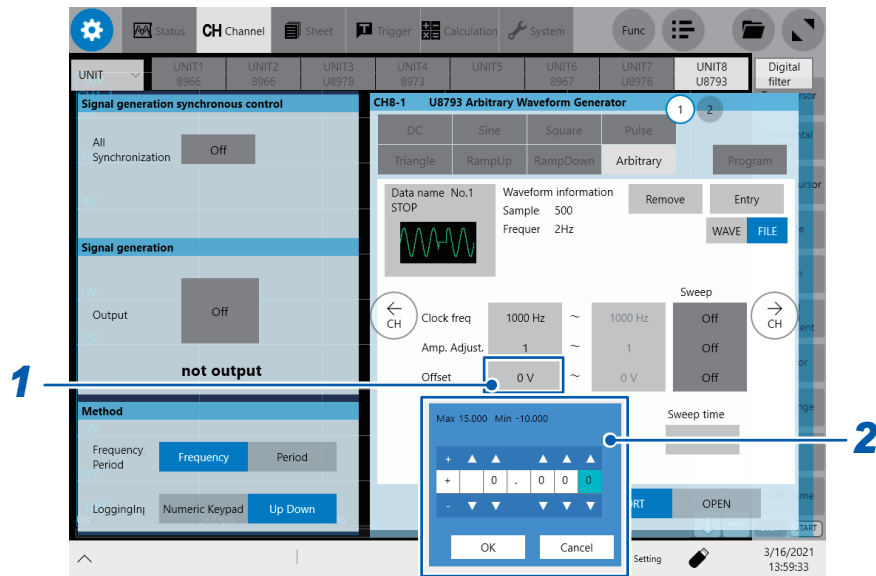 Status CH Channel Sheet Trigger Calculation System Func
UNIT UNIT1 UNIT2 UNIT3 UNIT4 UNIT5 UNIT6 UNIT7 UNIT8 Digital
8966 8966 U8978 8973 8967 U8976 U8793 filter
Signal generation synchronous control
All
Synchronization
Off
4V
Signal generation
0V
Output
Off
not output
Method
Frequency.
Period
Frequency
Period
Numeric Keypad
Up Down
0s
CH8-1 U8793 Arbitrary Waveform Generator 1 2
DC Sine Square Pulse
Triangle RampUp RampDown Arbitrary Program
Data name No.1
STOP
Waveform information
Sample 500
Frequer 2Hz
Remove
Entry
WAVE FILE
Sweep
←
CH
→
CH
Clock freq 1000 Hz ~ 1000 Hz Off
Amp. Adjust. 1 ~ 1 Off
Offset 0 V ~ 0 V Off
1
2
Max 15.000 Min -10.000
+ ▲ ▲ ▲ ▲ ▲
+ 0 . 0 0 0
- ▼ ▼ ▼ ▼ ▼
OK Cancel
Sweep time
OPEN
START
Setting
3/16/2021
13:59:33